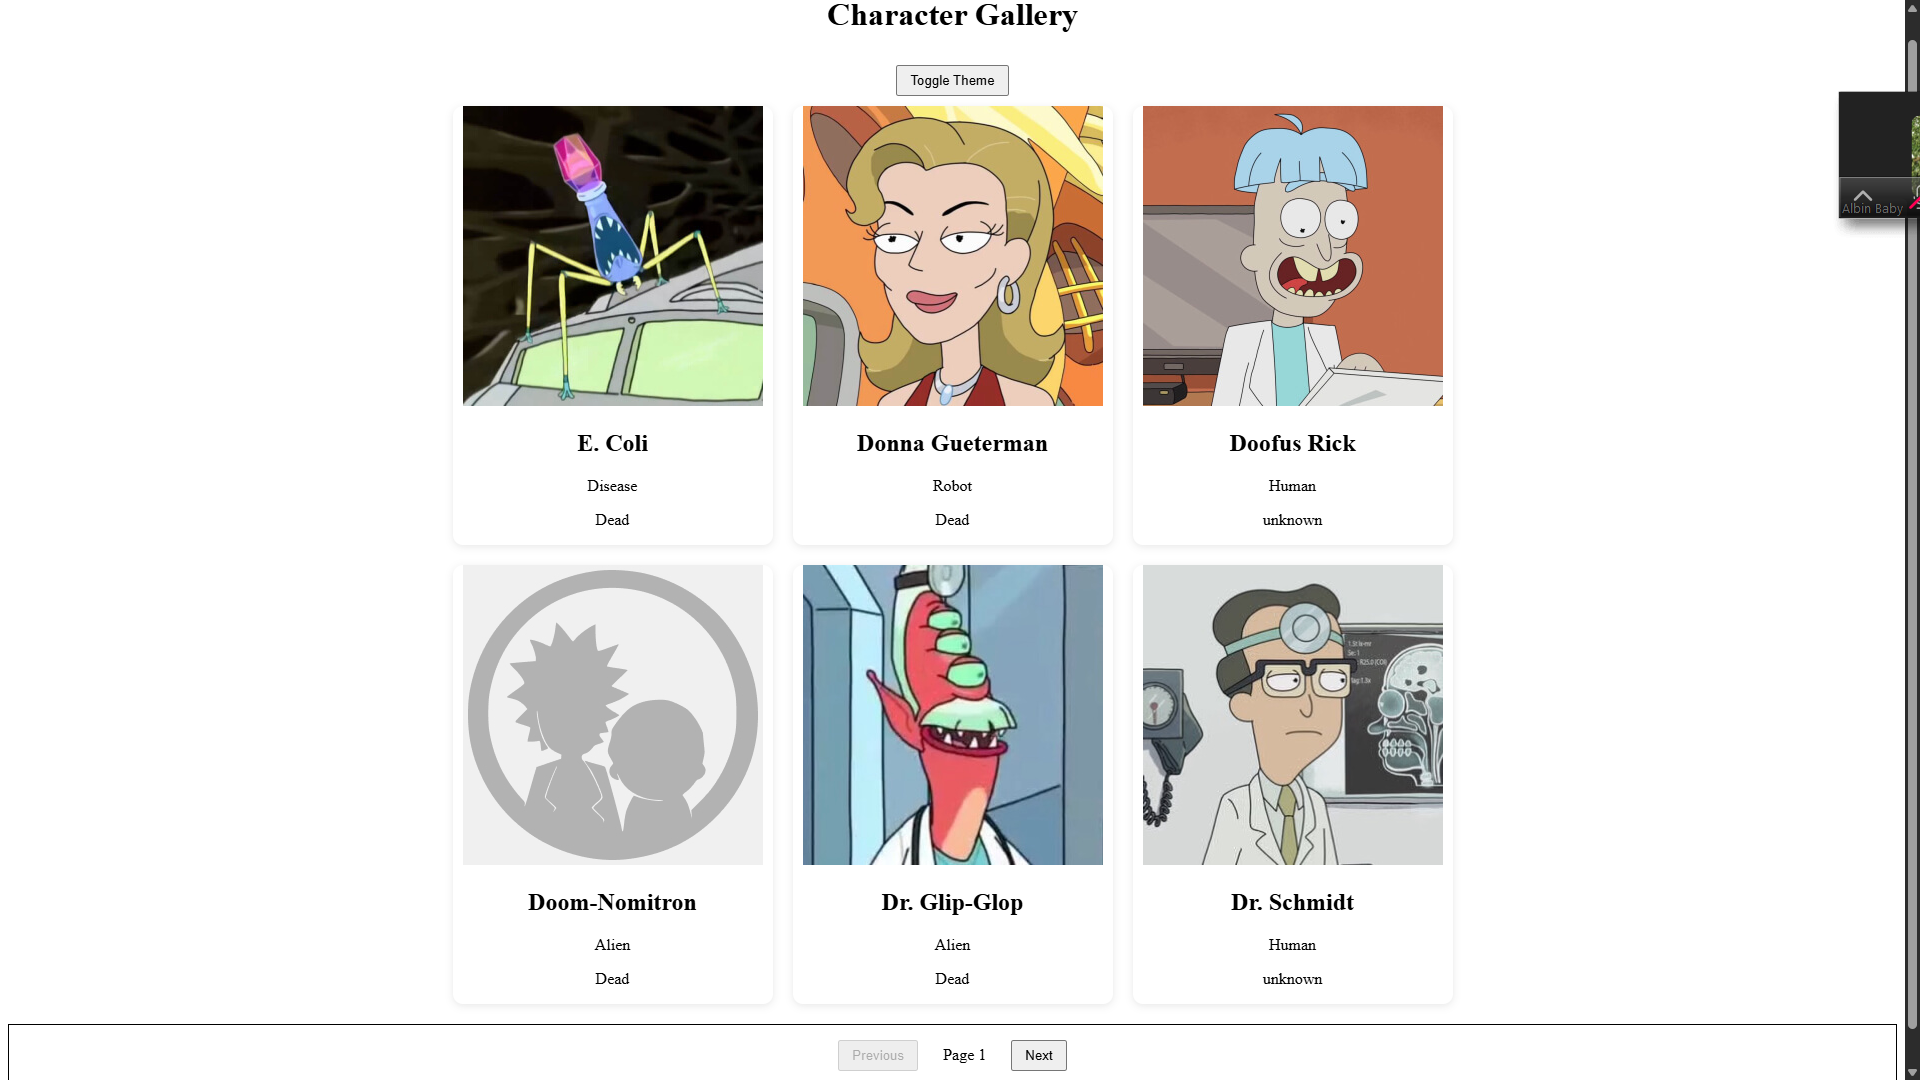 Character Gallery
Toggle Theme
E. Coli
Disease
Dead
Donna Gueterman
Robot
Dead
Doofus Rick
Human
unknown
Albin Baby
Doom-Nomitron
Alien
Dead
Dr. Glip-Glop
Alien
Dead
Dr. Schmidt
Human
unknown
Previous
Page 1
Next